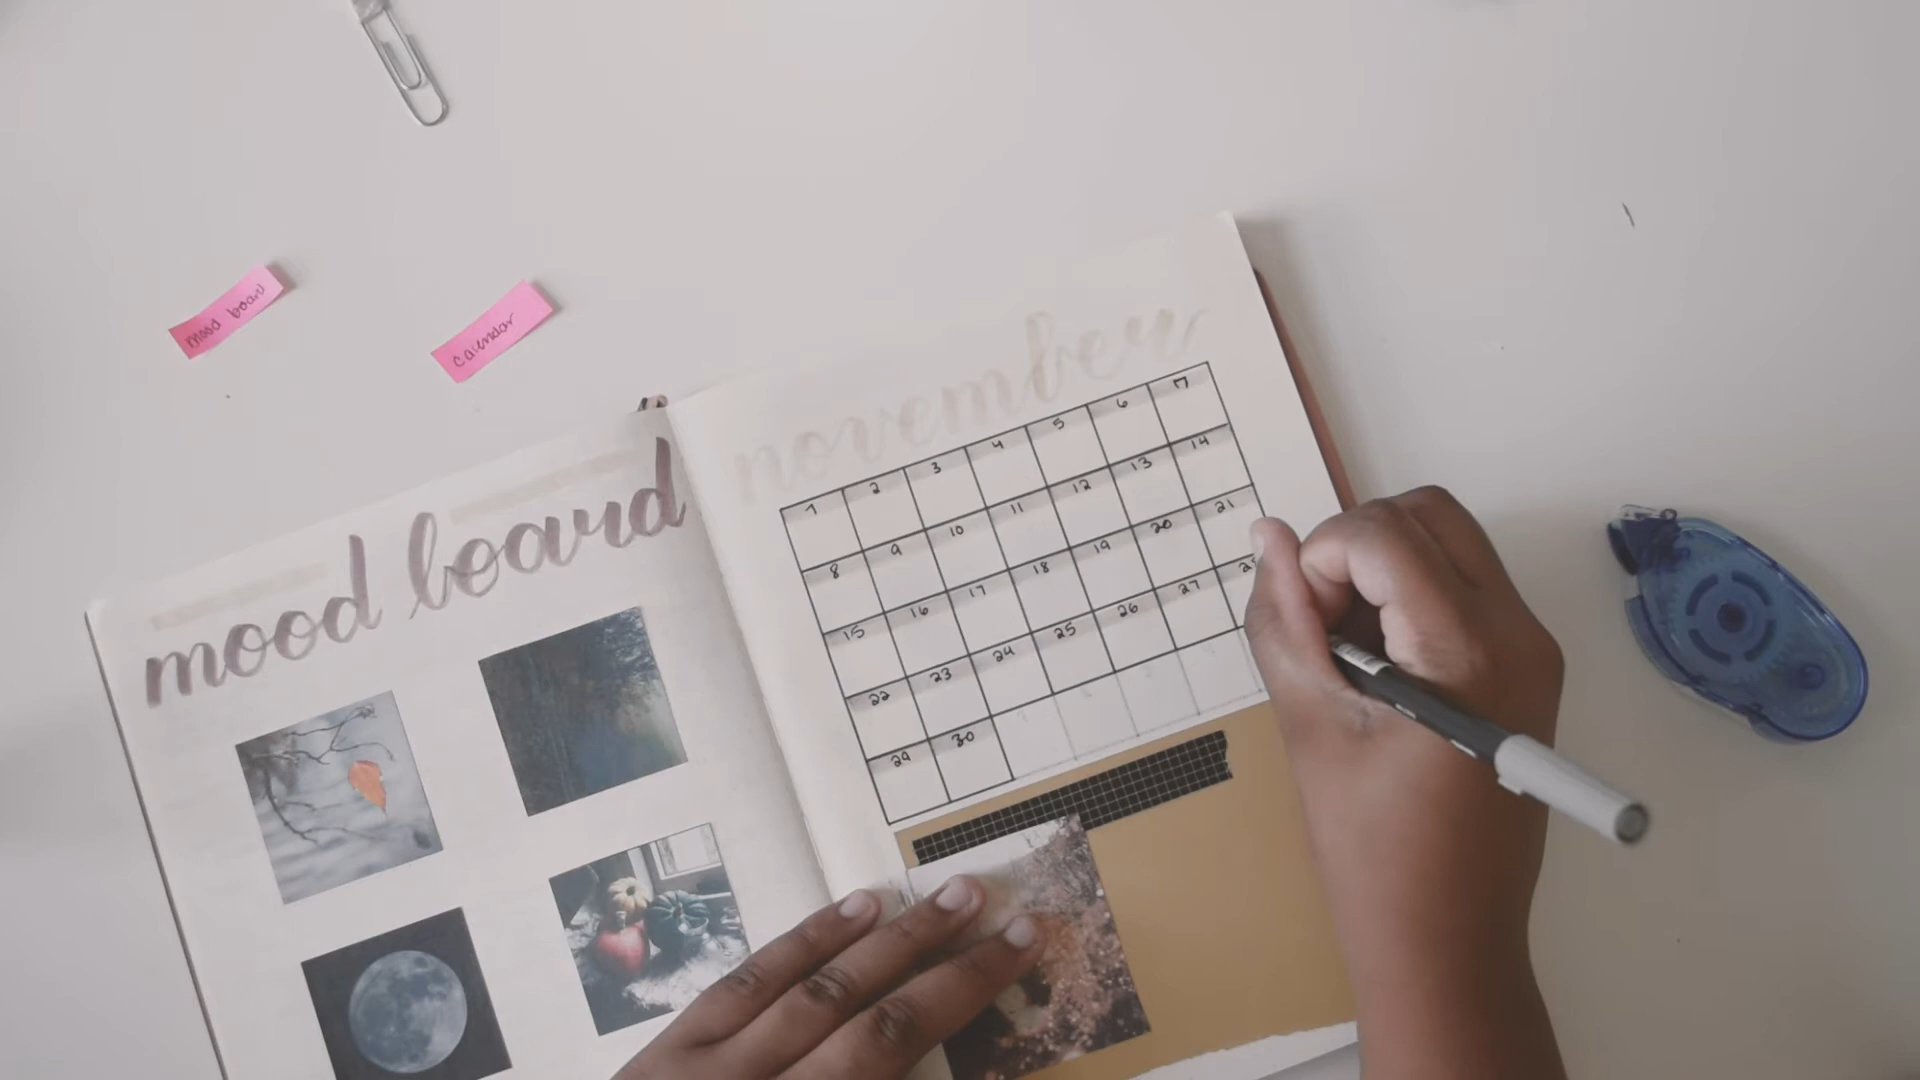 mood board
calendar
mood board
november
1 2 3 4 5 6 7
8 9 10 11 12 13 14
15 16 17 18 19 20 21
22 23 24 25 26 27 28
29 30